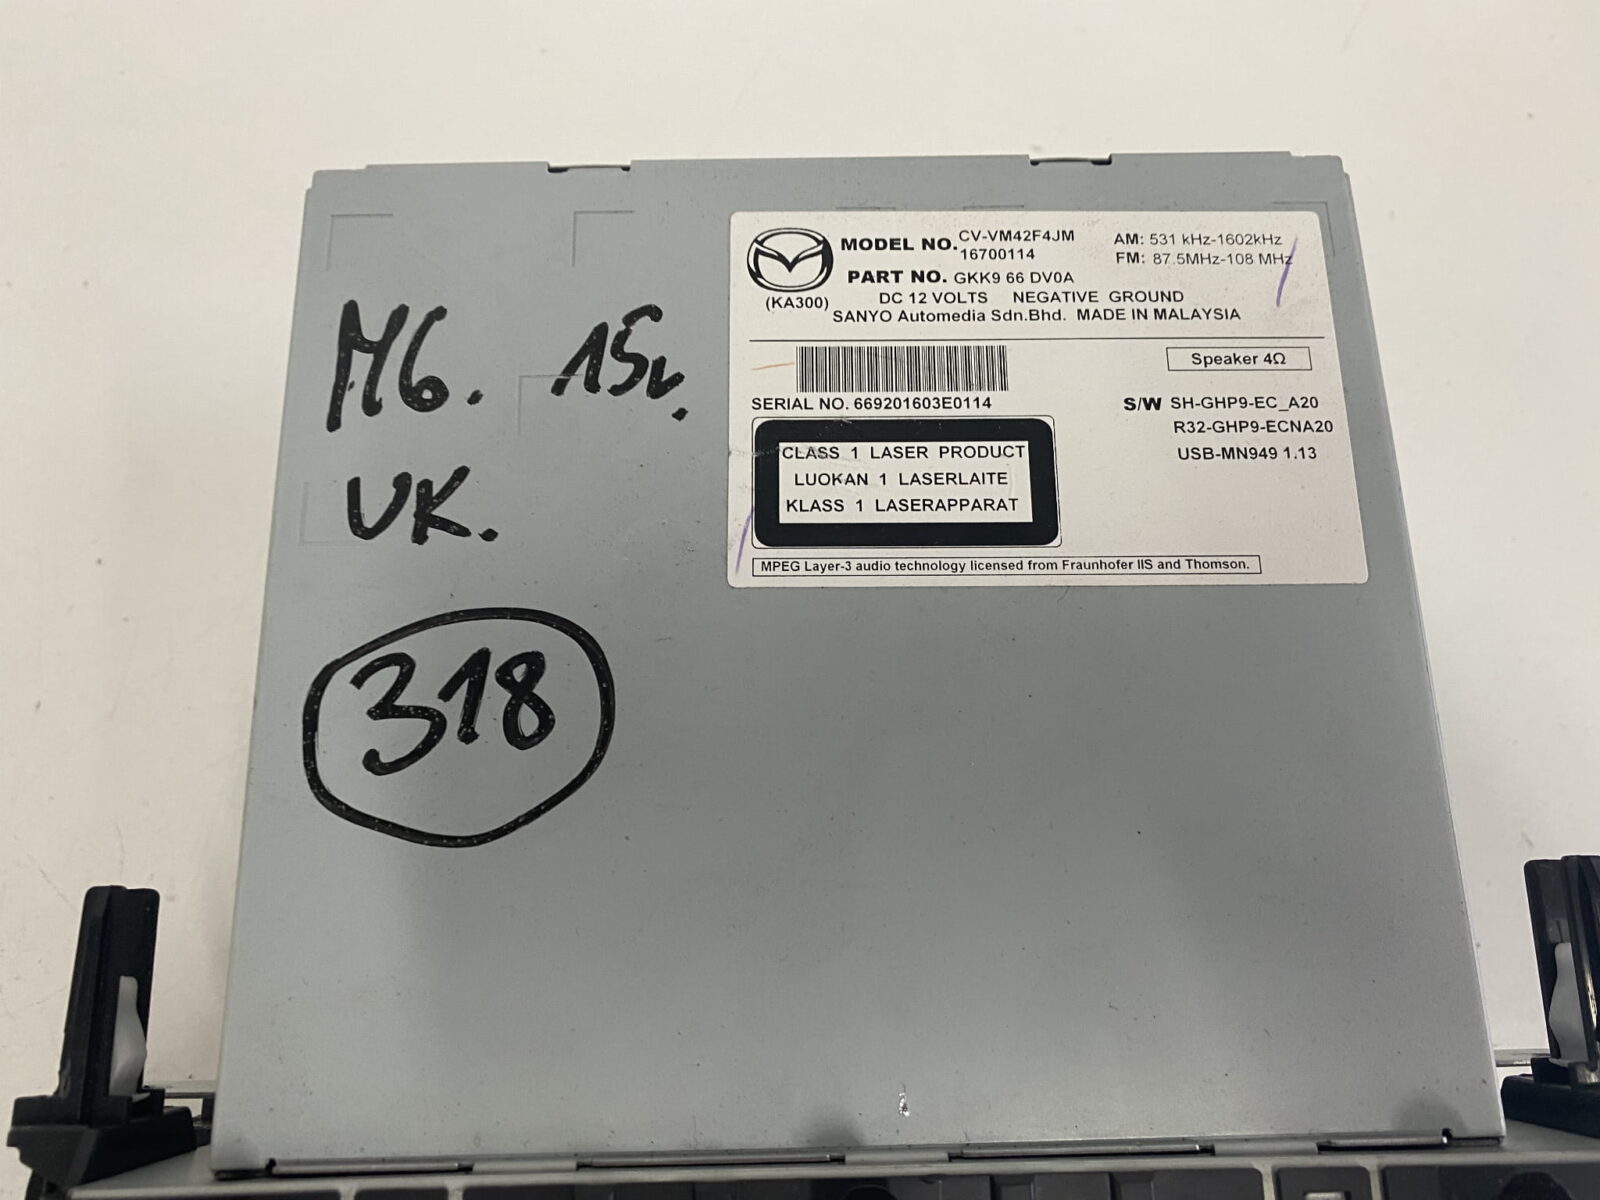 M6. 15r.
UK.
318
MODEL NO. CV-VM42F4JM
16700114
PART NO. GKK9 66 DV0A
AM: 531 kHz-1602kHz
FM: 87.5MHz-108 MHz
(KA300)
DC 12 VOLTS NEGATIVE GROUND
SANYO Automedia Sdn.Bhd. MADE IN MALAYSIA
Speaker 4Ω
SERIAL NO. 669201603E0114
S/W SH-GHP9-EC_A20
R32-GHP9-ECNA20
USB-MN949 1.13
CLASS 1 LASER PRODUCT
LUOKAN 1 LASERLAITE
KLASS 1 LASERAPPARAT
MPEG Layer-3 audio technology licensed from Fraunhofer IIS and Thomson.